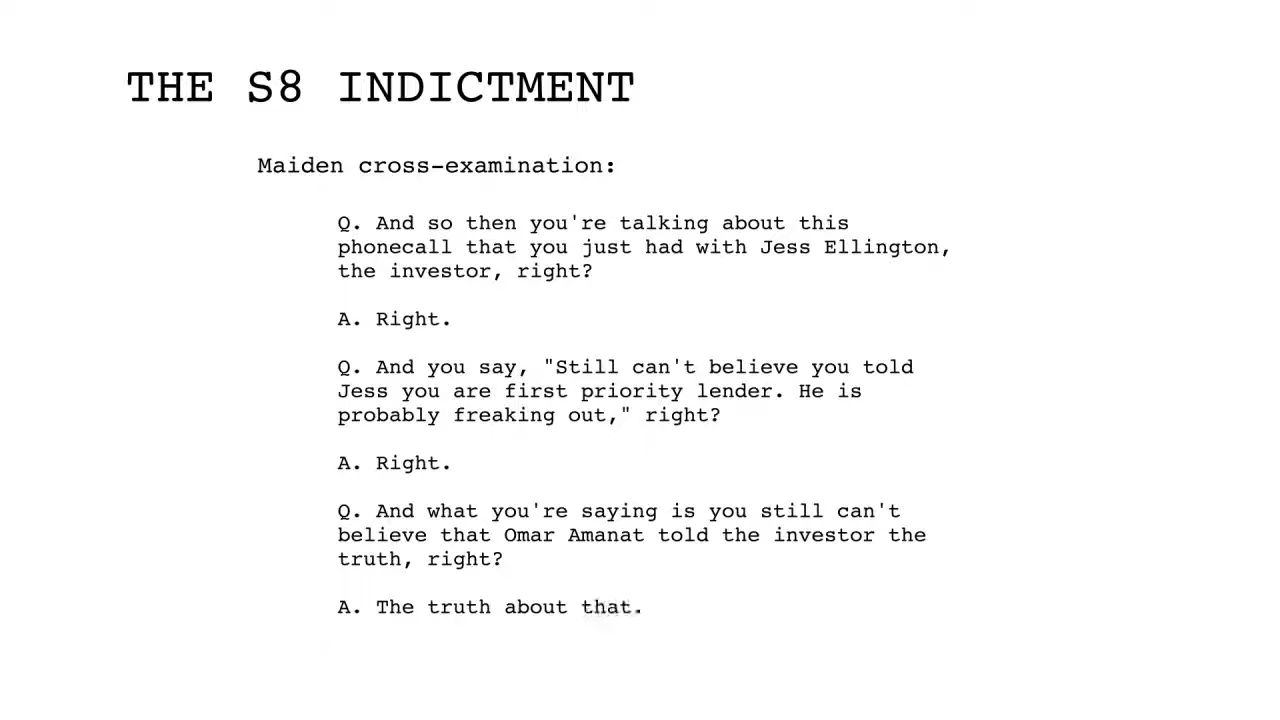 THE S8 INDICTMENT
Maiden cross-examination:
Q. And so then you're talking about this
phonecall that you just had with Jess Ellington,
the investor, right?
A. Right.
Q. And you say, "Still can't believe you told
Jess you are first priority lender. He is
probably freaking out," right?
A. Right.
Q. And what you're saying is you still can't
believe that Omar Amanat told the investor the
truth, right?
A. The truth about that.